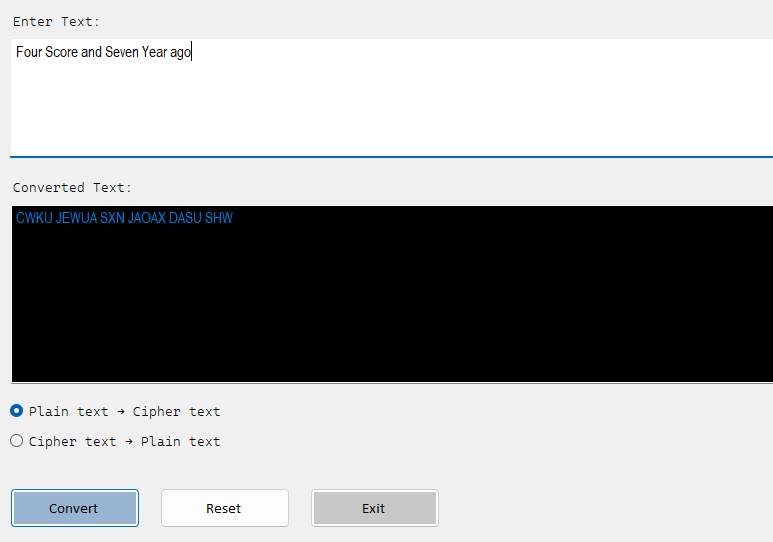 Enter Text:
Four Score and Seven Year ago
Converted Text:
CWKU JEWUA SXN JAOAX DASU SHW
Plain text → Cipher text
Cipher text → Plain text
Convert Reset Exit